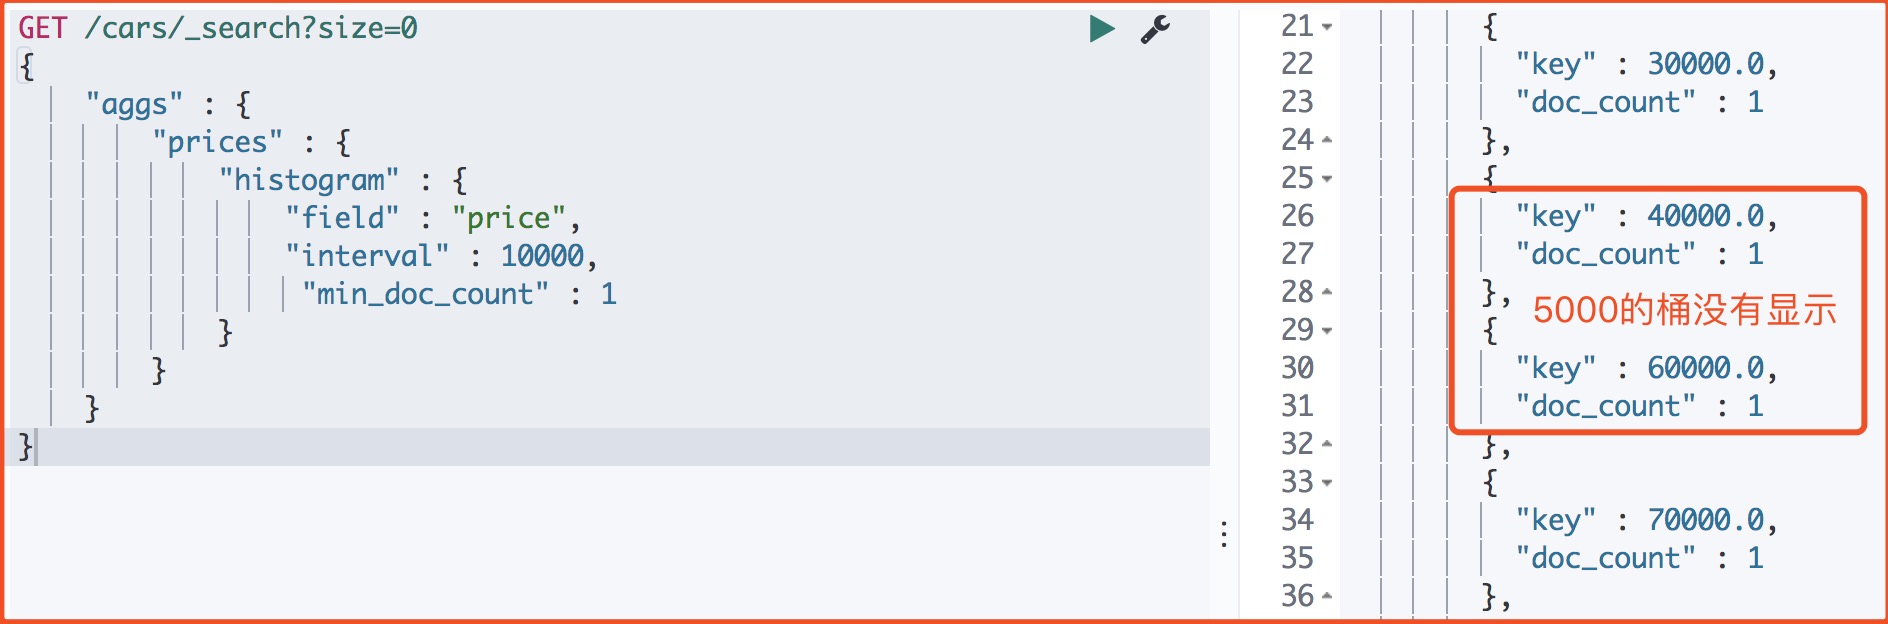 GET /cars/_search?size=0
{
"aggs" : {
"prices" : {
"histogram" : {
"field" : "price",
"interval" : 10000,
"min_doc_count" : 1
}
}
}
}
21 {
22 "key" : 30000.0,
23 "doc_count" : 1
24 },
25 {
26 "key" : 40000.0,
27 "doc_count" : 1
28 },
5000的桶没有显示
29 {
30 "key" : 60000.0,
31 "doc_count" : 1
32 },
33 {
34 "key" : 70000.0,
35 "doc_count" : 1
36 },